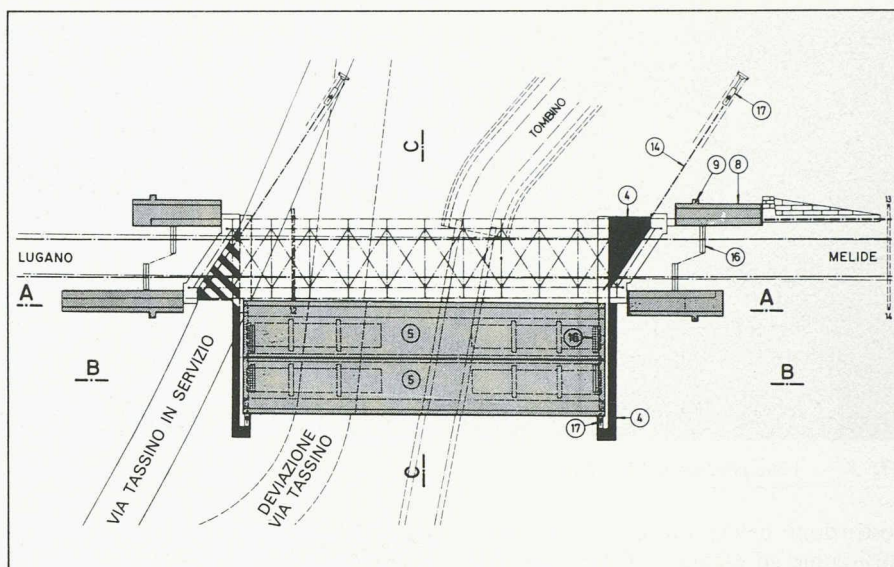 17
TOMBINO
C
14
9
8
4
LUGANO
MELIDE
16
13
14
A
A
12
B
B
5
16
5
17
4
C
VIA TASSINO IN SERVIZIO
DEVIAZIONE
VIA TASSINO